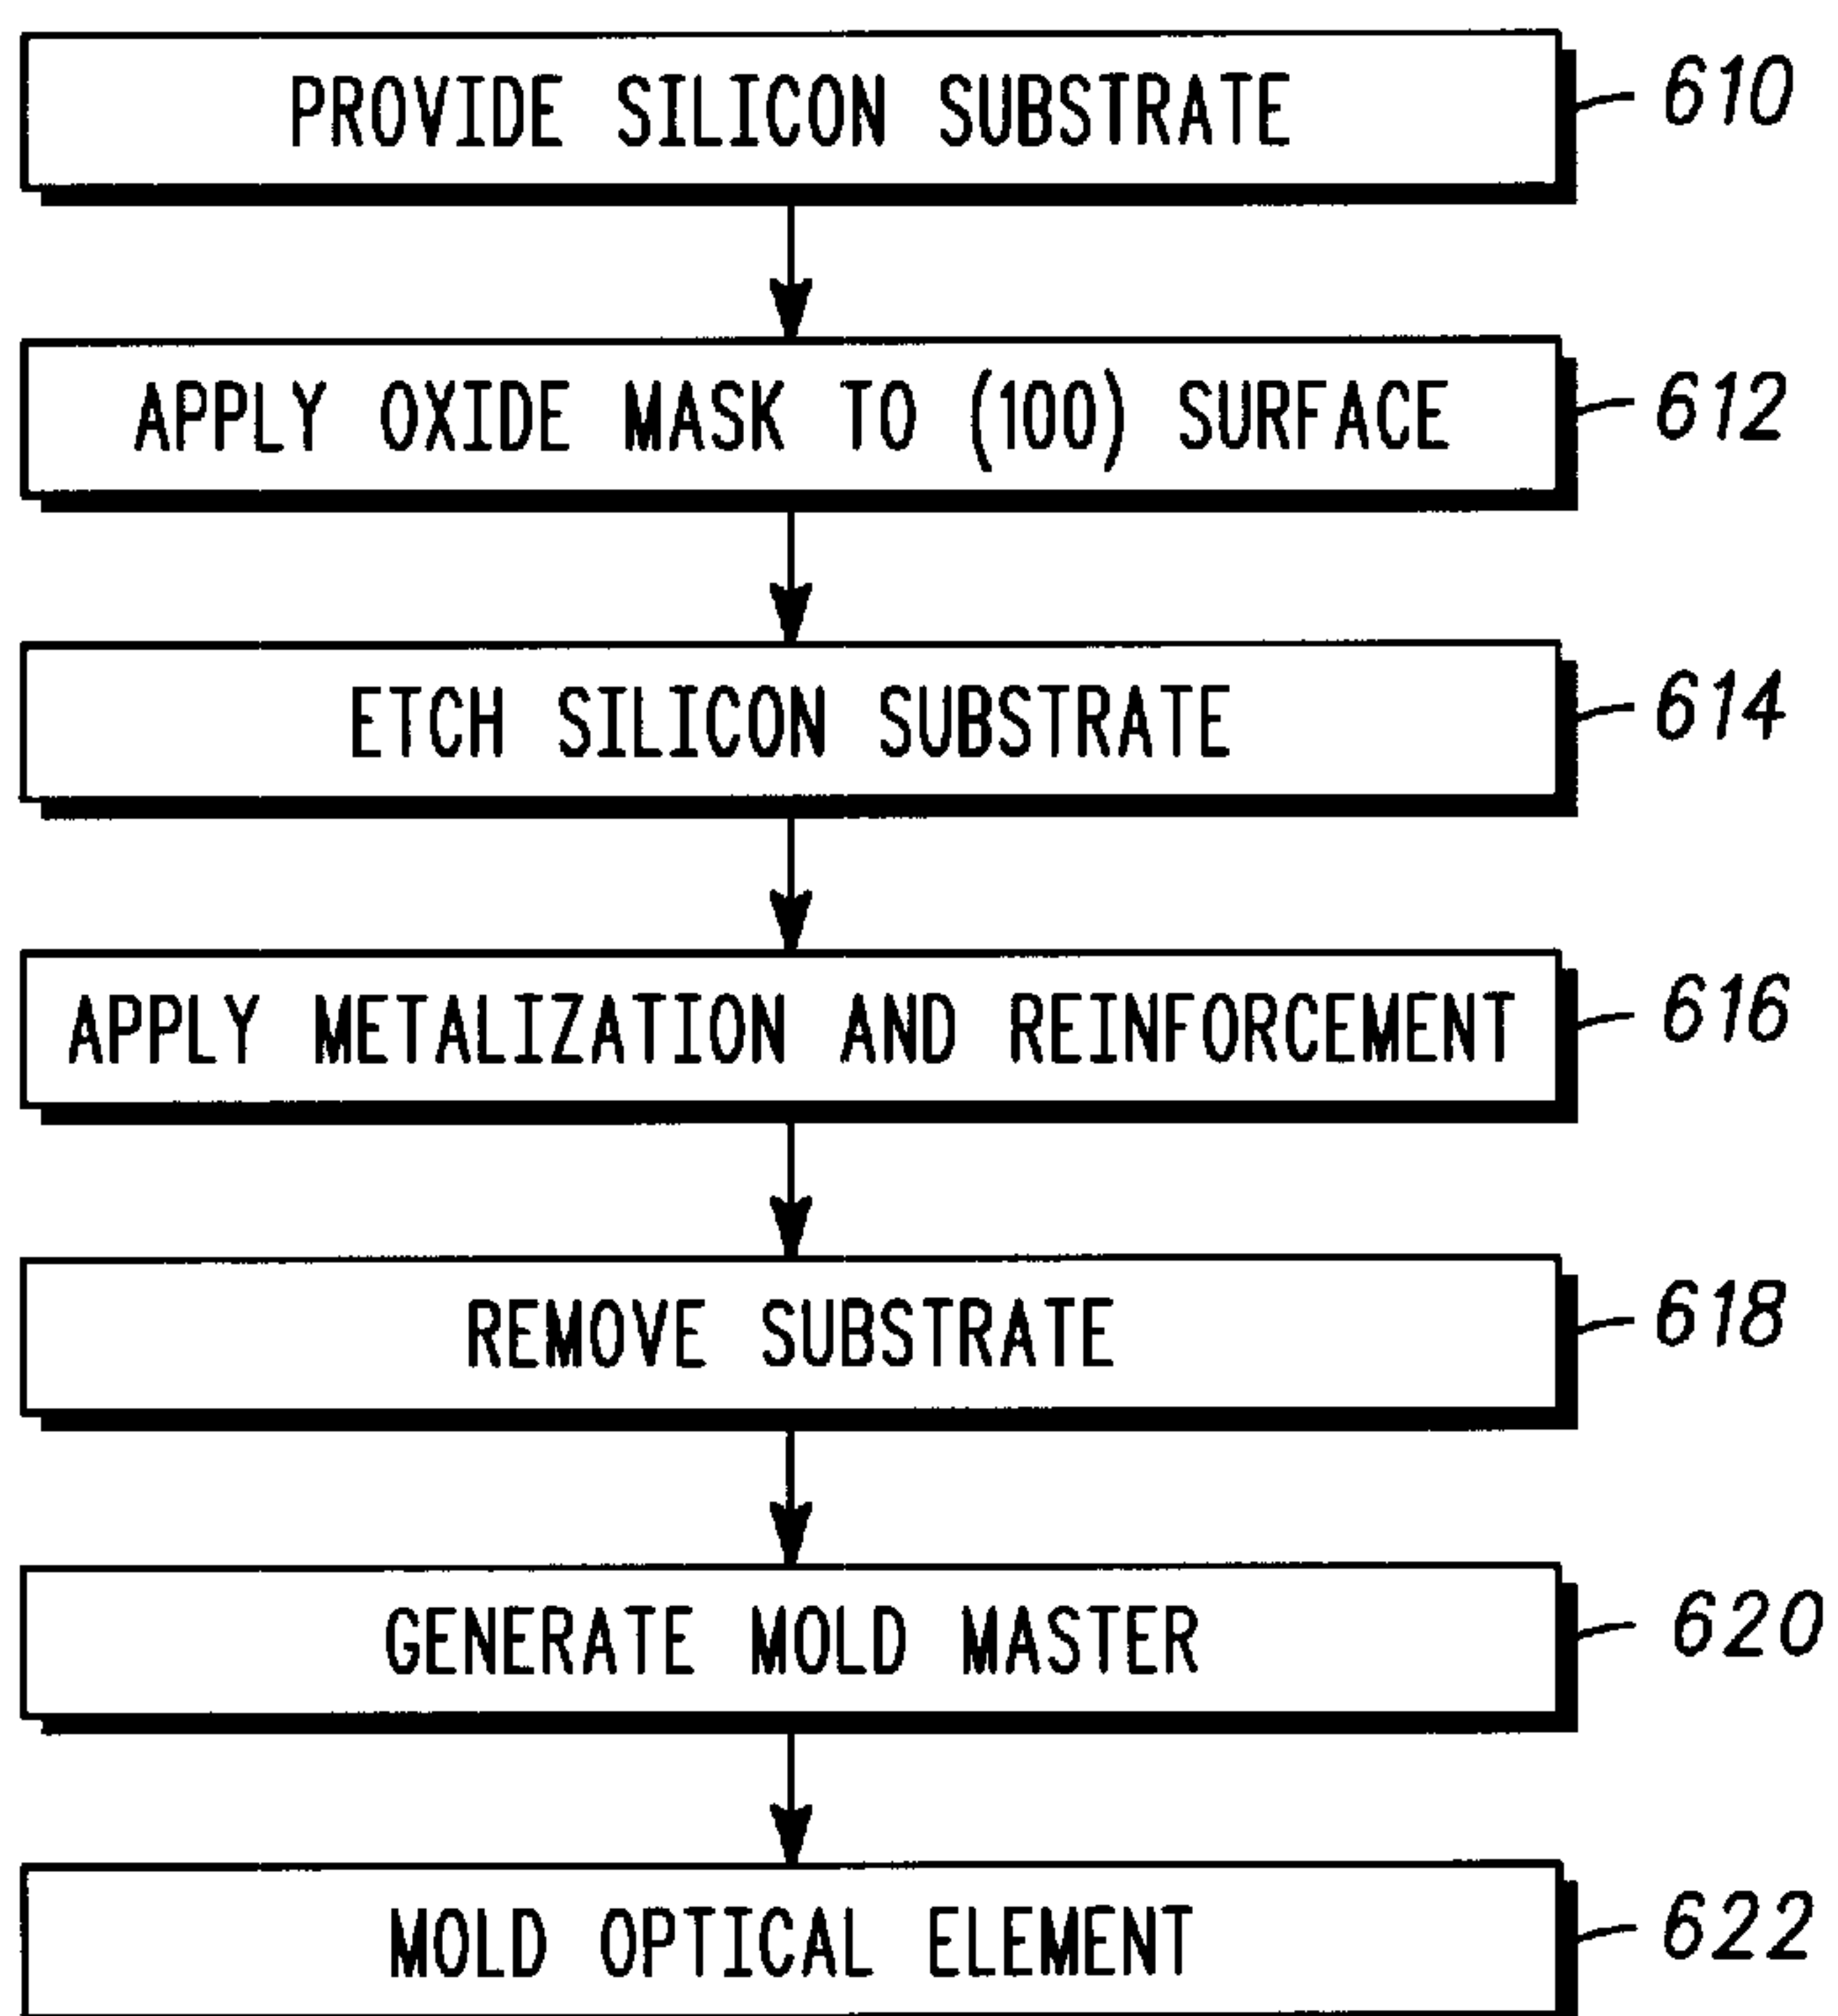 PROVIDE SILICON SUBSTRATE 610
APPLY OXIDE MASK TO (100) SURFACE 612
ETCH SILICON SUBSTRATE 614
APPLY METALIZATION AND REINFORCEMENT 616
REMOVE SUBSTRATE 618
GENERATE MOLD MASTER 620
MOLD OPTICAL ELEMENT 622